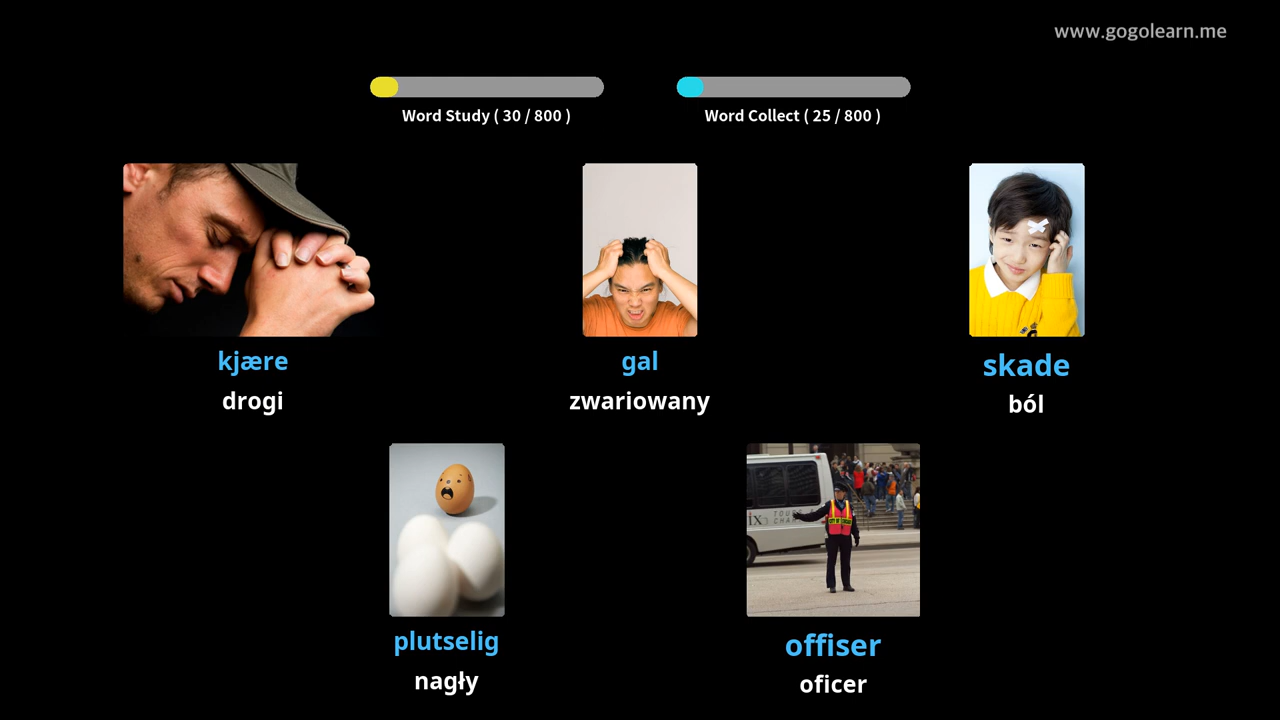 www.gogolearn.me
Word Study ( 30 / 800 )
Word Collect ( 25 / 800 )
kjære
drogi
gal
zwariowany
skade
ból
plutselig
nagły
offiser
oficer